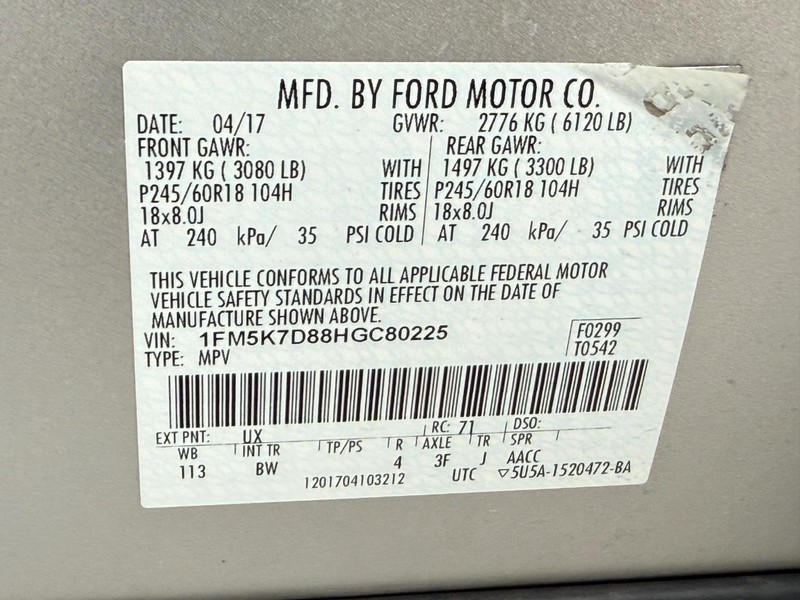 MFD. BY FORD MOTOR CO.
DATE: 04/17 GVWR: 2776 KG ( 6120 LB)
FRONT GAWR: REAR GAWR:
1397 KG ( 3080 LB) WITH 1497 KG ( 3300 LB) WITH
P245/60R18 104H TIRES P245/60R18 104H TIRES
18x8.0J RIMS 18x8.0J RIMS
AT 240 kPa/ 35 PSI COLD AT 240 kPa/ 35 PSI COLD
THIS VEHICLE CONFORMS TO ALL APPLICABLE FEDERAL MOTOR
VEHICLE SAFETY STANDARDS IN EFFECT ON THE DATE OF
MANUFACTURE SHOWN ABOVE.
VIN: 1FM5K7D88HGC80225 F0299
TYPE: MPV T0542
EXT PNT: UX RC: 71 DSO:
WB INT TR TP/PS R AXLE TR SPR
113 BW 4 3F J AACC
1201704103212 UTC ▽5U5A-1520472-BA